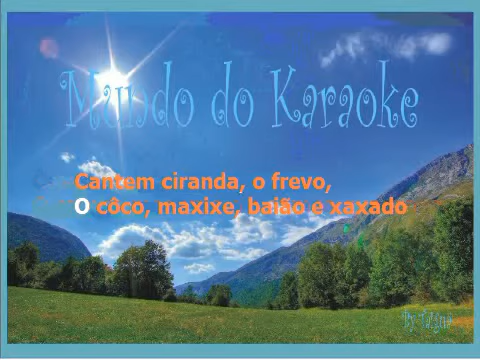 Mundo do Karaoke
Cantem ciranda, o frevo,
O côco, maxixe, baião e xaxado